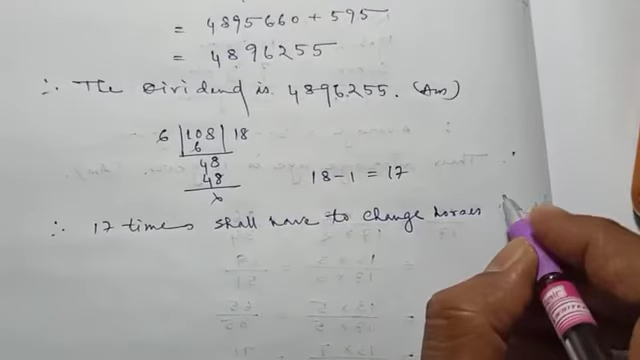 = 4895660 + 595
= 4896255
∴ The Dividend is 4896255. (Ans)
6 |108| 18
6
48
48
x
18 - 1 = 17
∴ 17 times shall have to change horses